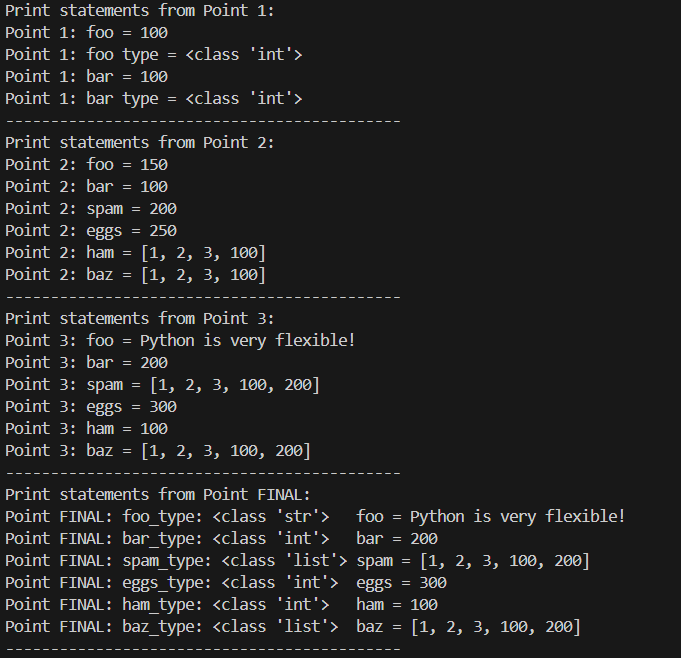 Print statements from Point 1:
Point 1: foo = 100
Point 1: foo type = <class 'int'>
Point 1: bar = 100
Point 1: bar type = <class 'int'>
--------------------------------------------
Print statements from Point 2:
Point 2: foo = 150
Point 2: bar = 100
Point 2: spam = 200
Point 2: eggs = 250
Point 2: ham = [1, 2, 3, 100]
Point 2: baz = [1, 2, 3, 100]
--------------------------------------------
Print statements from Point 3:
Point 3: foo = Python is very flexible!
Point 3: bar = 200
Point 3: spam = [1, 2, 3, 100, 200]
Point 3: eggs = 300
Point 3: ham = 100
Point 3: baz = [1, 2, 3, 100, 200]
--------------------------------------------
Print statements from Point FINAL:
Point FINAL: foo_type: <class 'str'>   foo = Python is very flexible!
Point FINAL: bar_type: <class 'int'>   bar = 200
Point FINAL: spam_type: <class 'list'> spam = [1, 2, 3, 100, 200]
Point FINAL: eggs_type: <class 'int'>  eggs = 300
Point FINAL: ham_type: <class 'int'>   ham = 100
Point FINAL: baz_type: <class 'list'>  baz = [1, 2, 3, 100, 200]
--------------------------------------------